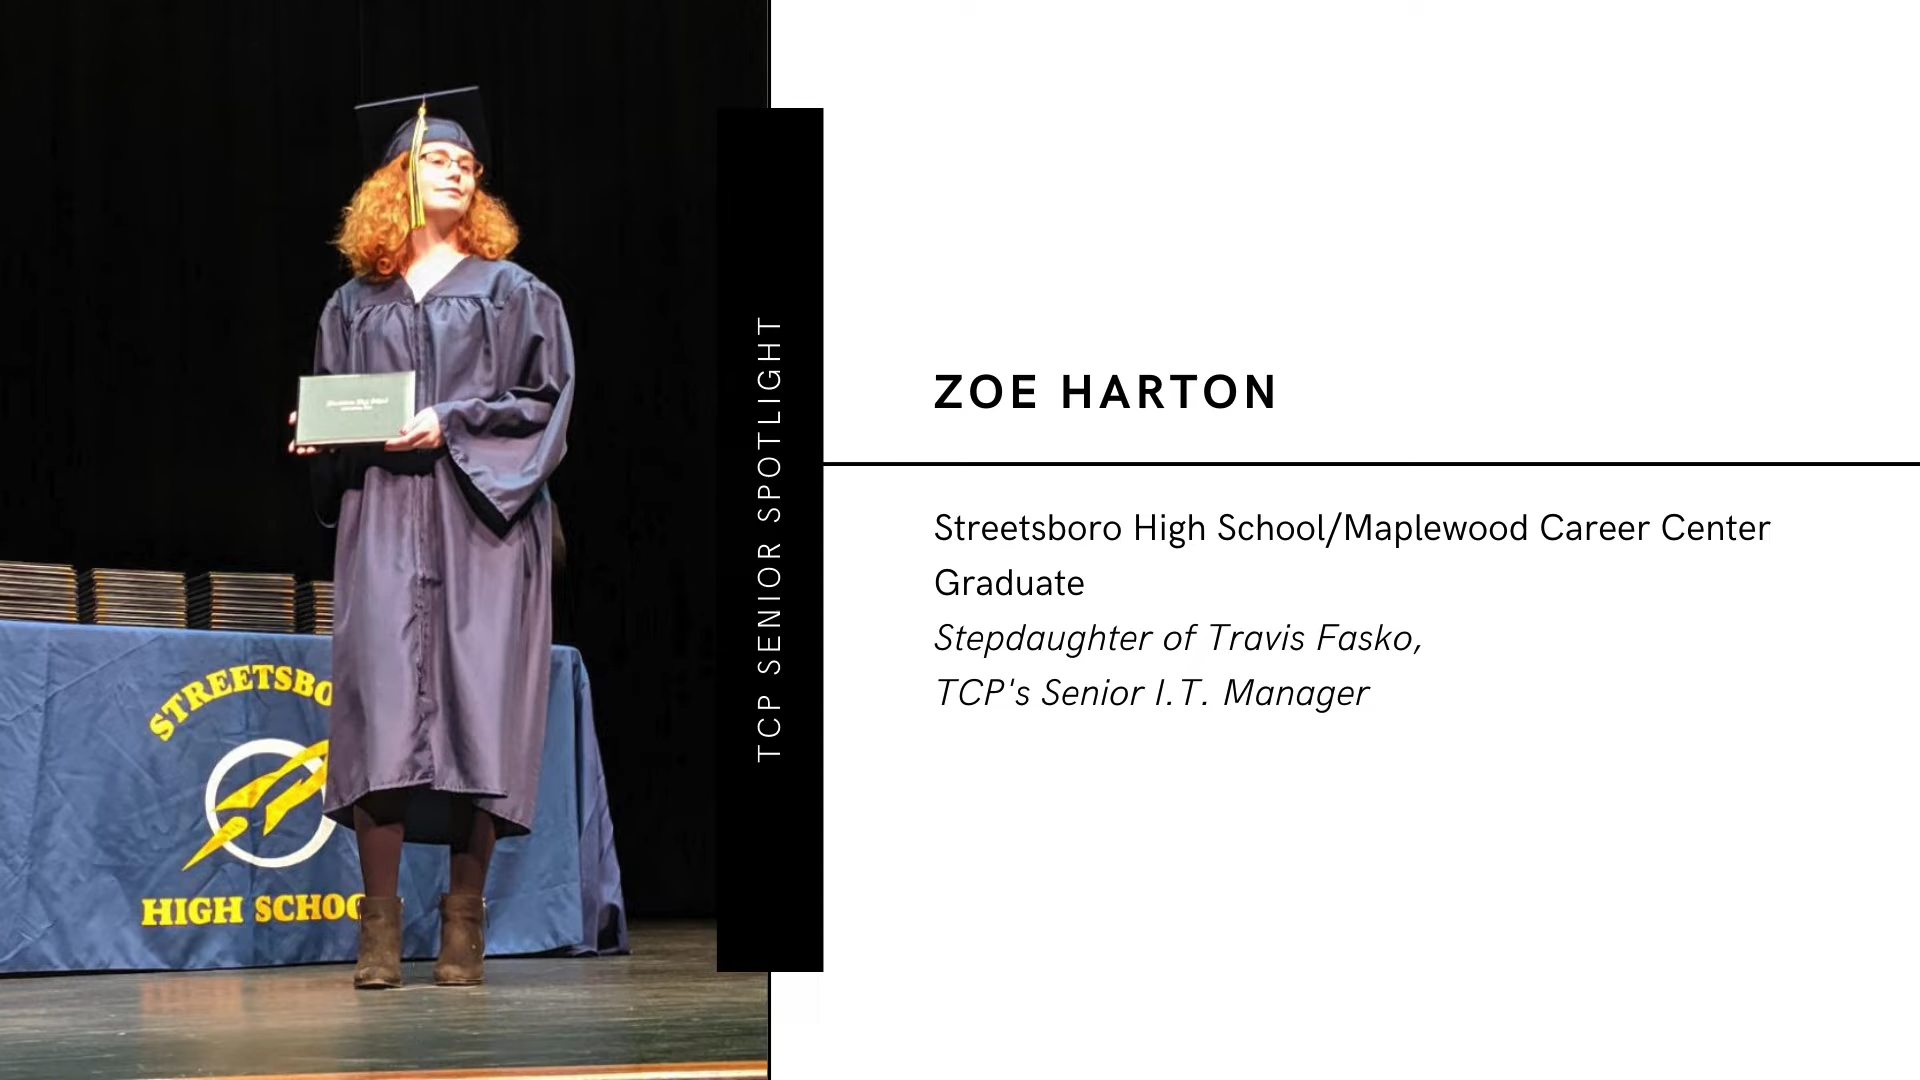 STREETSBO
HIGH SCHOO
TCP SENIOR SPOTLIGHT
ZOE HARTON
Streetsboro High School/Maplewood Career Center
Graduate
Stepdaughter of Travis Fasko,
TCP's Senior I.T. Manager